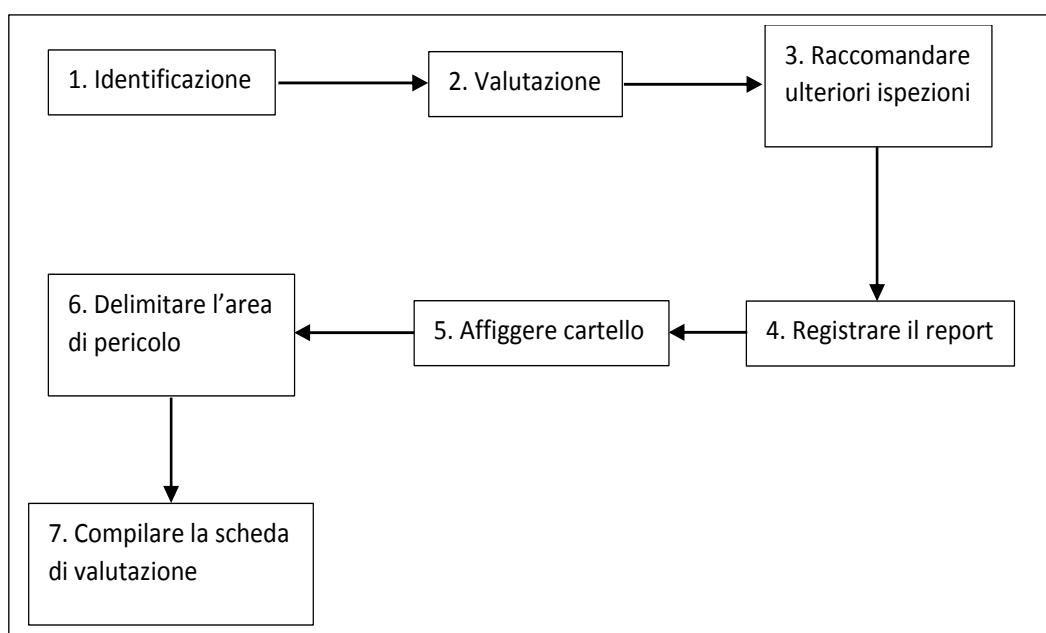 1. Identificazione
2. Valutazione
3. Raccomandare
ulteriori ispezioni
4. Registrare il report
5. Affiggere cartello
6. Delimitare l’area
di pericolo
7. Compilare la scheda
di valutazione